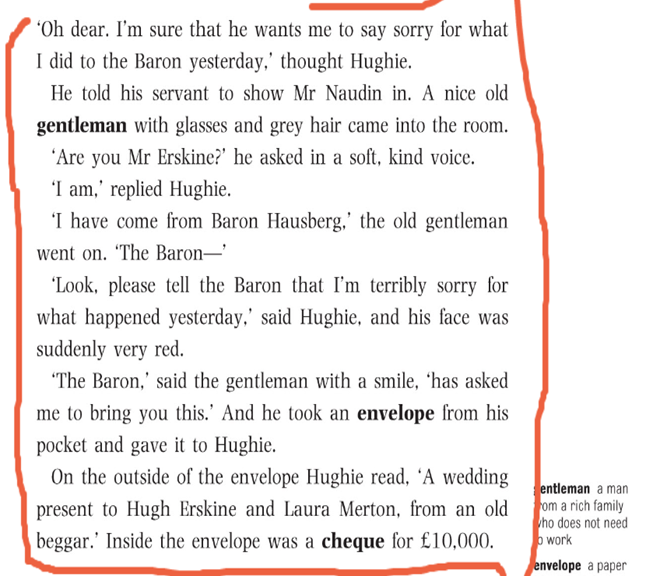 ‘Oh dear. I’m sure that he wants me to say sorry for what
I did to the Baron yesterday,’ thought Hughie.
He told his servant to show Mr Naudin in. A nice old
gentleman with glasses and grey hair came into the room.
‘Are you Mr Erskine?’ he asked in a soft, kind voice.
‘I am,’ replied Hughie.
‘I have come from Baron Hausberg,’ the old gentleman
went on. ‘The Baron—’
‘Look, please tell the Baron that I’m terribly sorry for
what happened yesterday,’ said Hughie, and his face was
suddenly very red.
‘The Baron,’ said the gentleman with a smile, ‘has asked
me to bring you this.’ And he took an envelope from his
pocket and gave it to Hughie.
On the outside of the envelope Hughie read, ‘A wedding
present to Hugh Erskine and Laura Merton, from an old
beggar.’ Inside the envelope was a cheque for £10,000.
entleman a man
om a rich family
ho does not need
work
envelope a paper